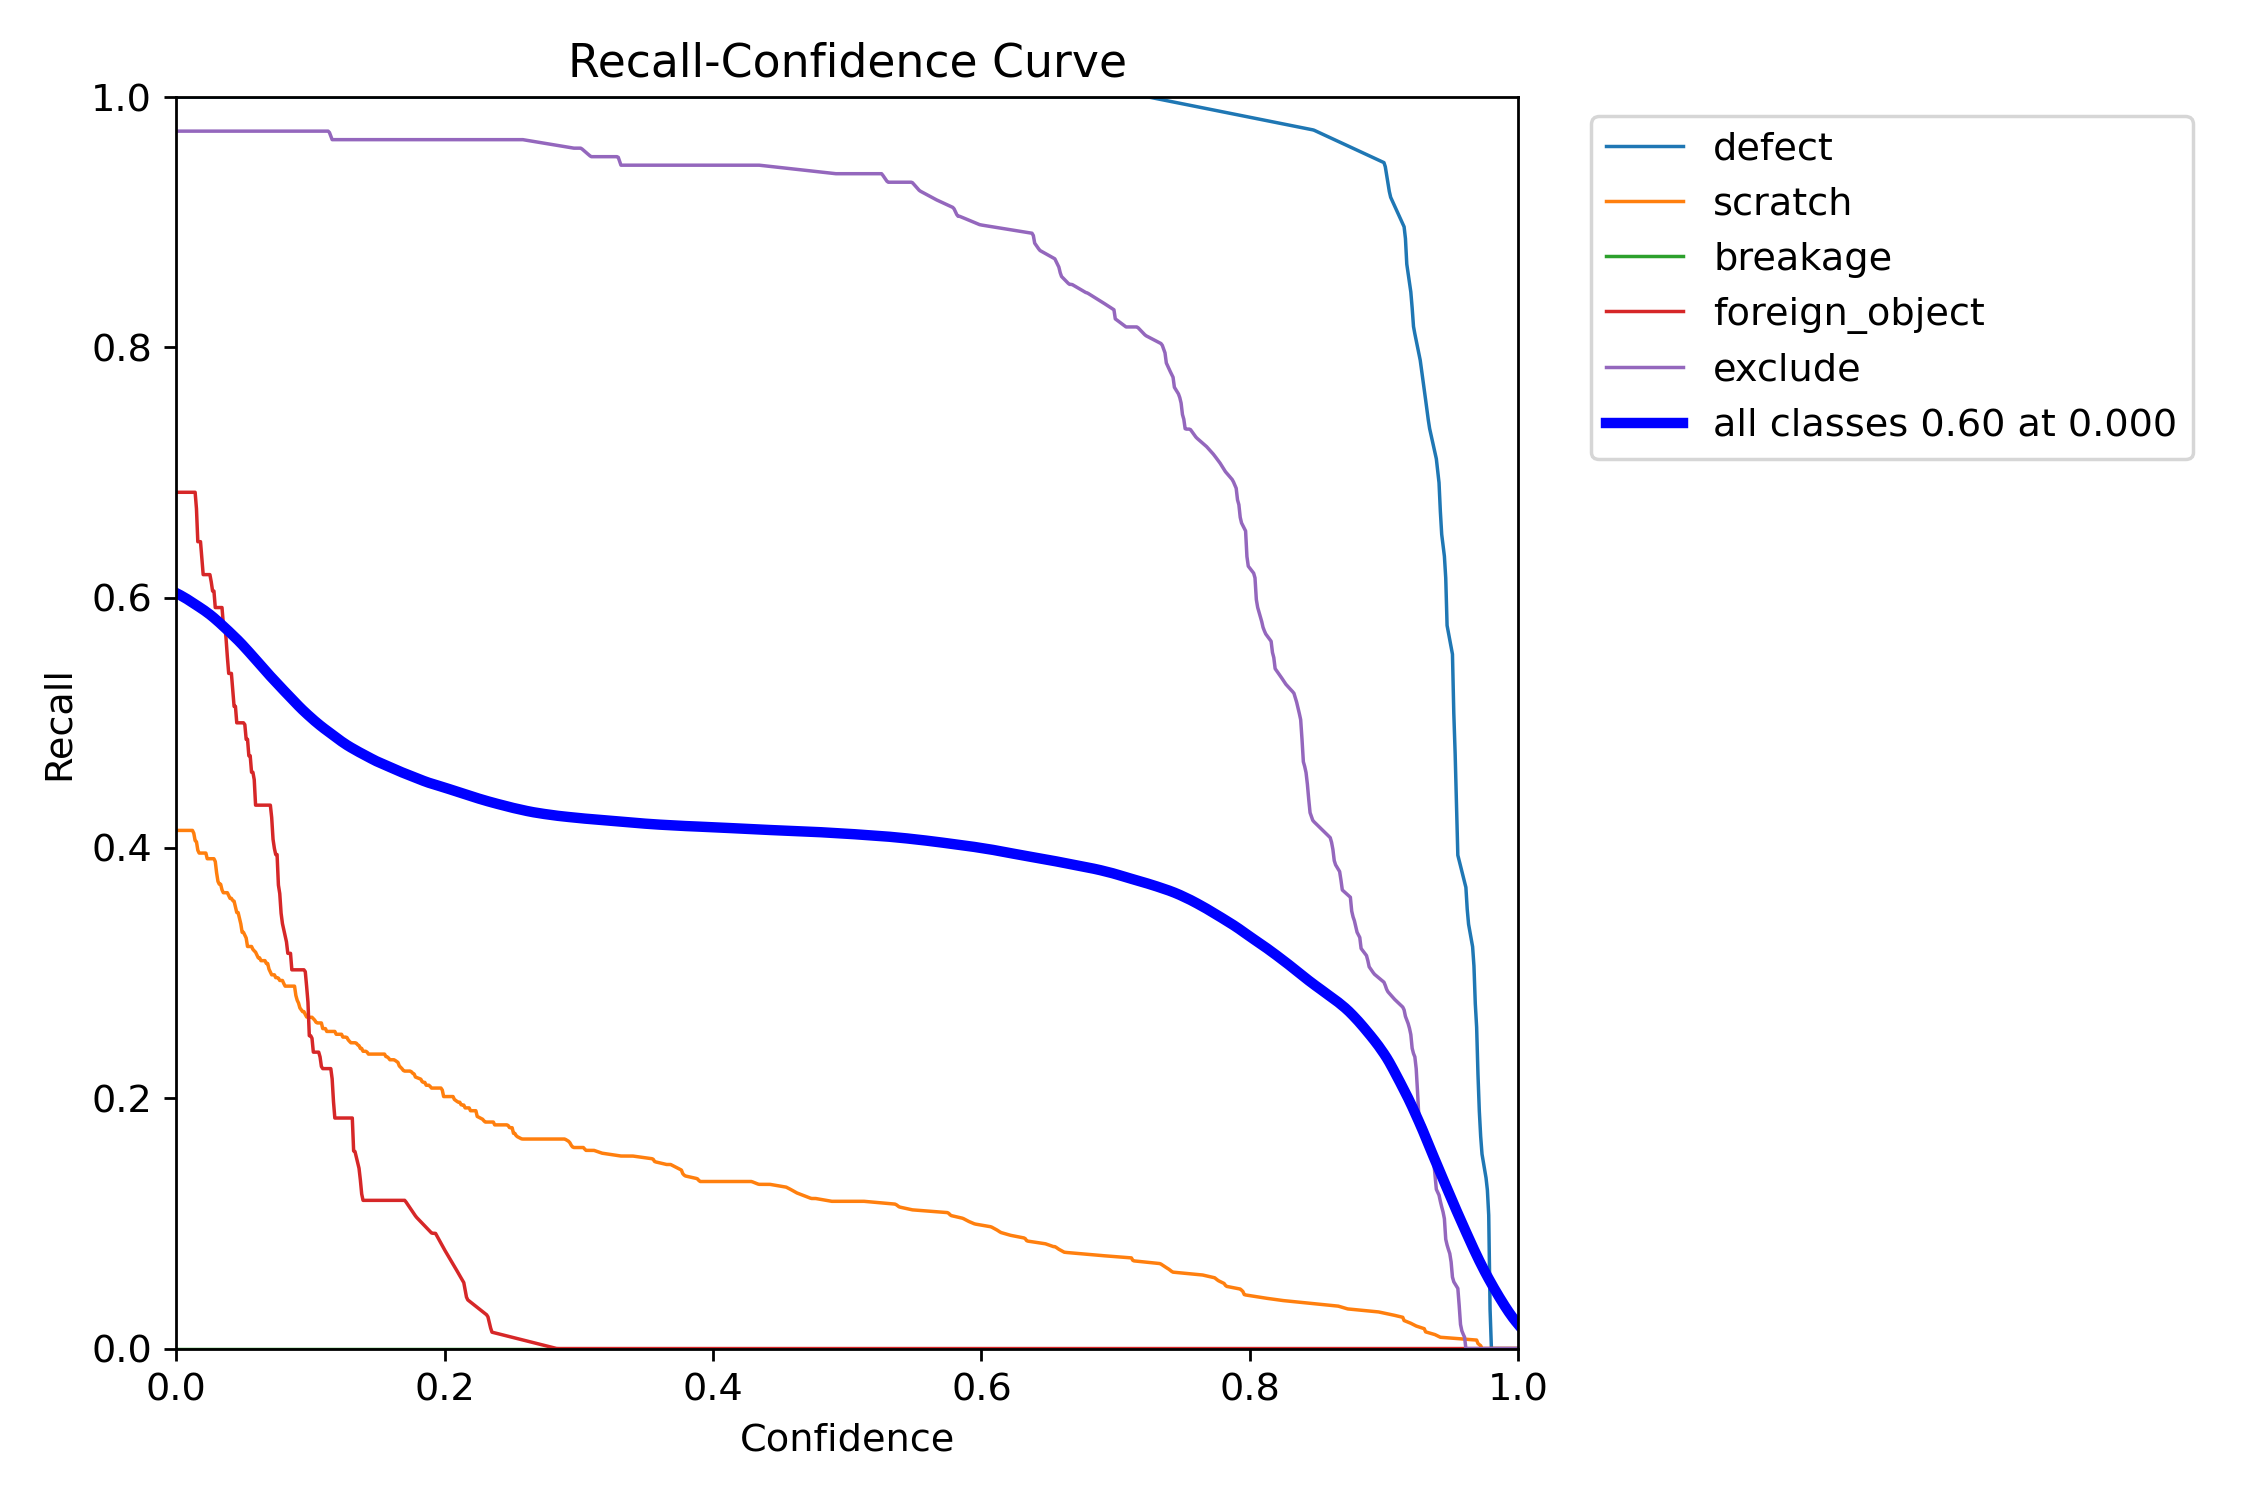 Recall-Confidence Curve
1.0
0.8
0.6
0.4
0.2
0.0
Recall
0.0 0.2 0.4 0.6 0.8 1.0
Confidence
defect
scratch
breakage
foreign_object
exclude
all classes 0.60 at 0.000